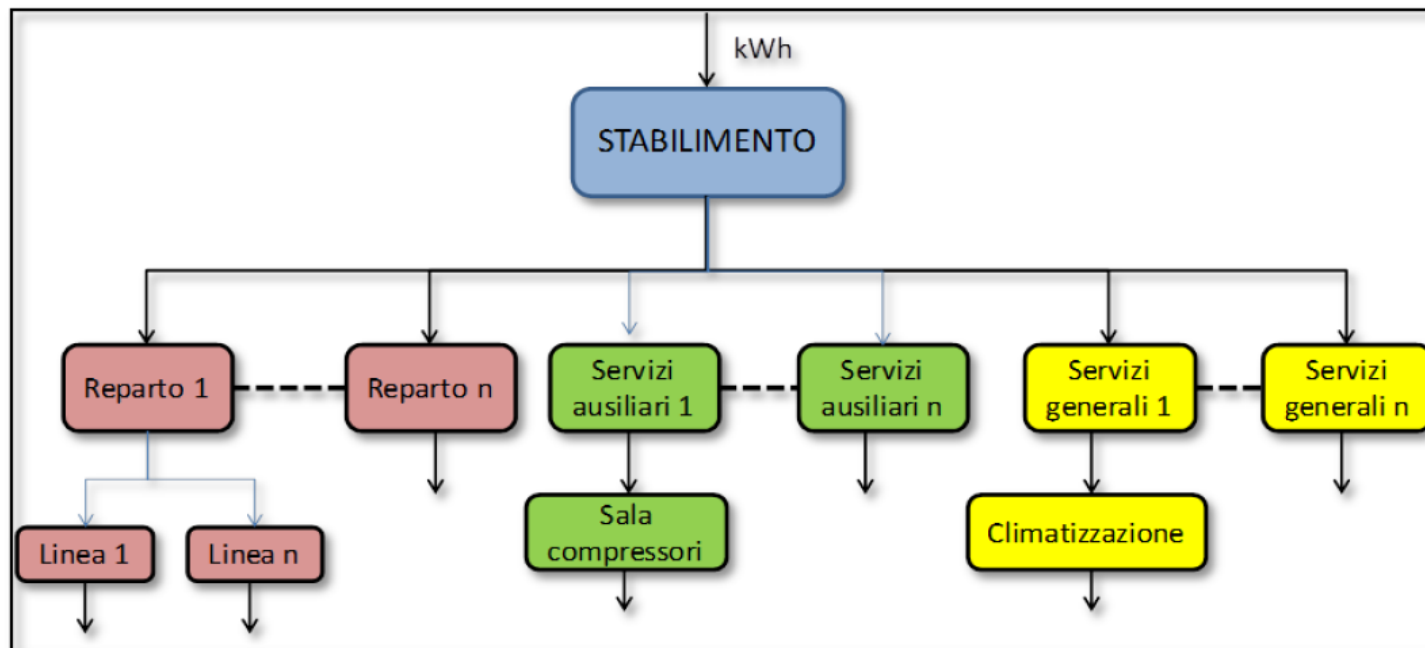 kWh
STABILIMENTO
Reparto 1
Reparto n
Servizi
ausiliari 1
Servizi
ausiliari n
Servizi
generali 1
Servizi
generali n
Linea 1
Linea n
Sala
compressori
Climatizzazione